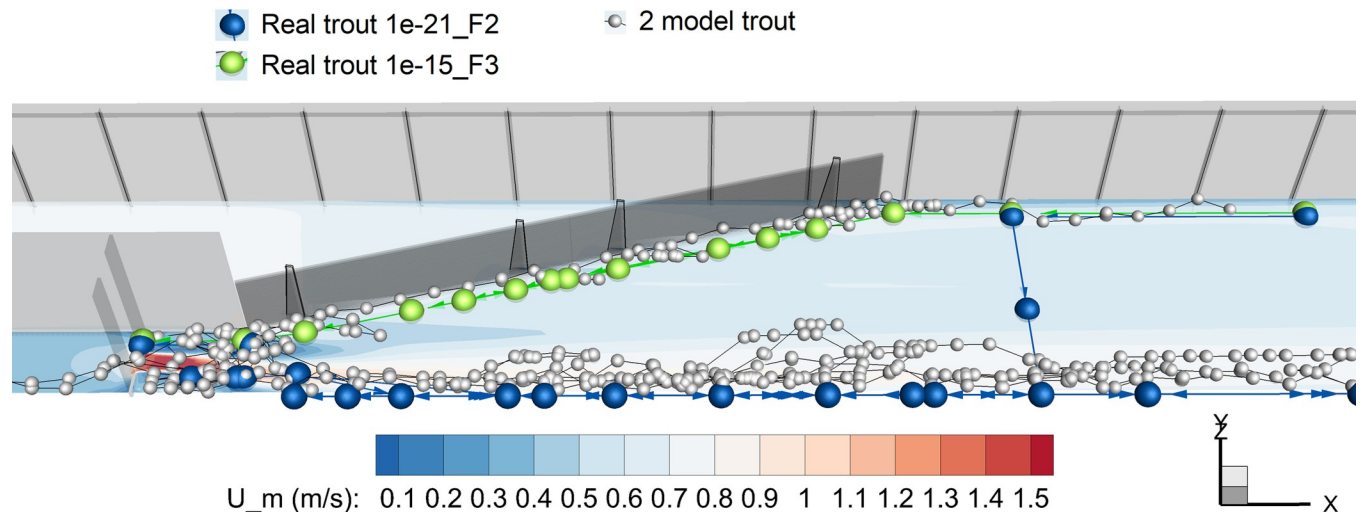 Real trout 1e-21_F2
2 model trout
Real trout 1e-15_F3
U_m (m/s): 0.1 0.2 0.3 0.4 0.5 0.6 0.7 0.8 0.9 1 1.1 1.2 1.3 1.4 1.5
Y
Z
X